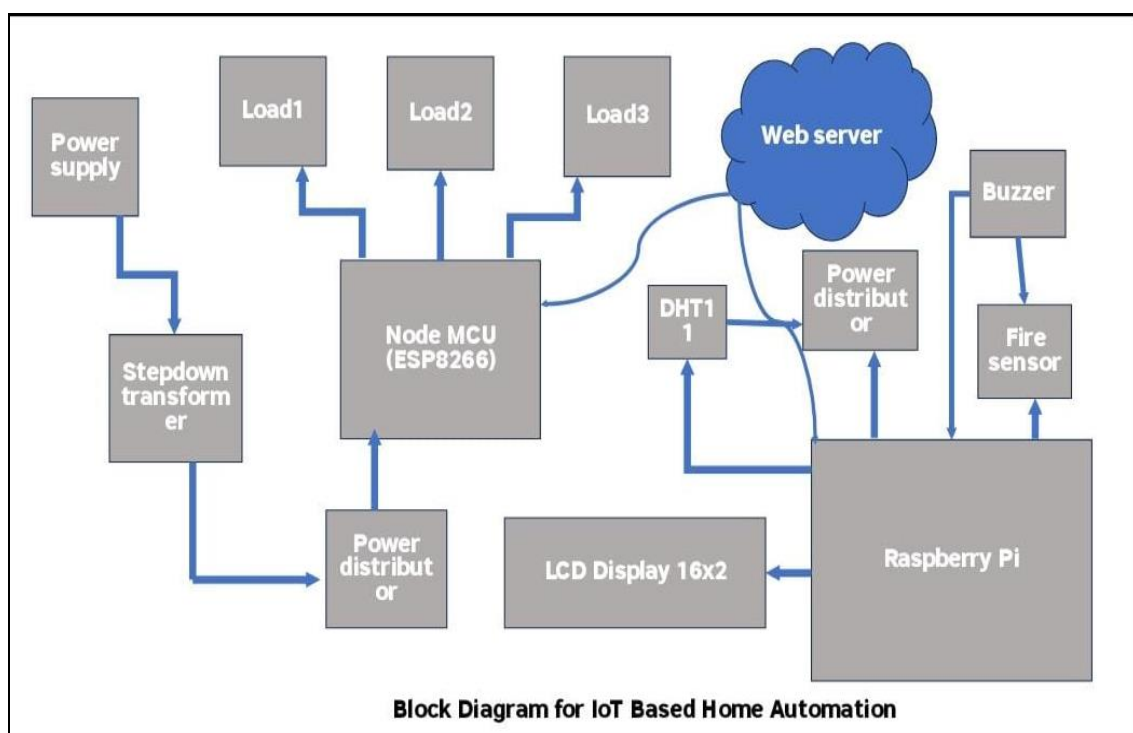 Power
supply
Load1
Load2
Load3
Web server
Buzzer
Node MCU
(ESP8266)
DHT1
1
Power
distribut
or
Fire
sensor
Stepdown
transform
er
Power
distribut
or
LCD Display 16x2
Raspberry Pi
Block Diagram for IoT Based Home Automation